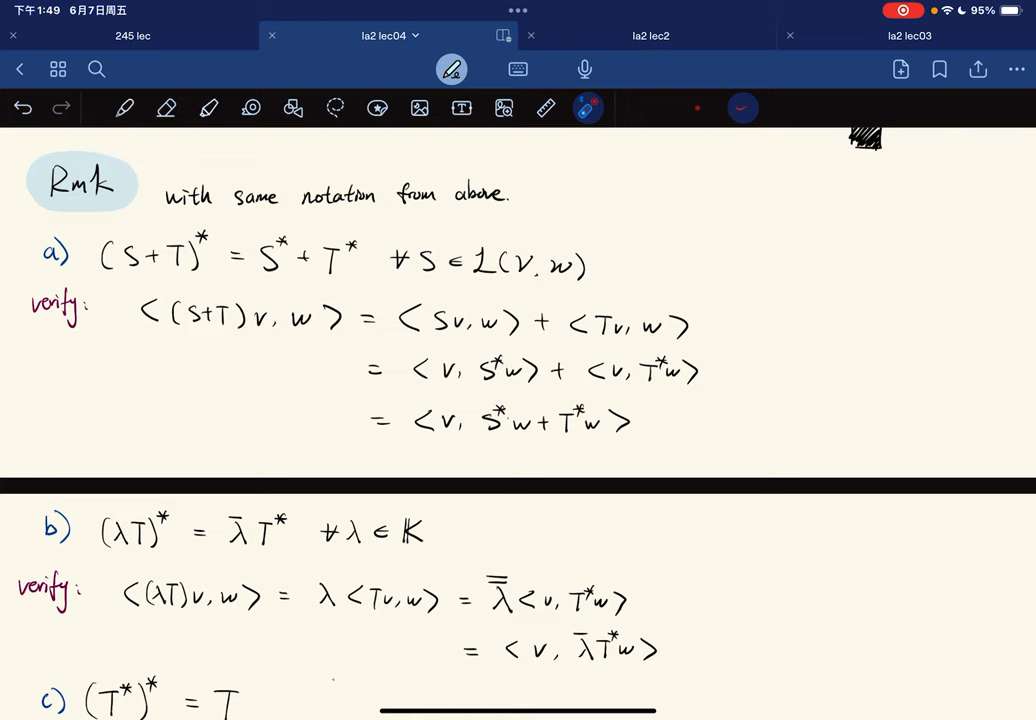 下午1:49 6月7日周五
95%
245 lec
la2 lec04
la2 lec2
la2 lec03
Rmk with same notation from above.
a) (S+T)* = S* + T* ∀ S ∈ L(V, W)
verify: <(S+T)v, w> = <Sv, w> + <Tv, w>
= <v, S*w> + <v, T*w>
= <v, S*w + T*w>
b) (λT)* = λ̄ T* ∀ λ ∈ 𝕂
verify: <(λT)v, w> = λ <Tv, w> = λ̿ <v, T*w>
= <v, λ̄T*w>
c) (T*)* = T